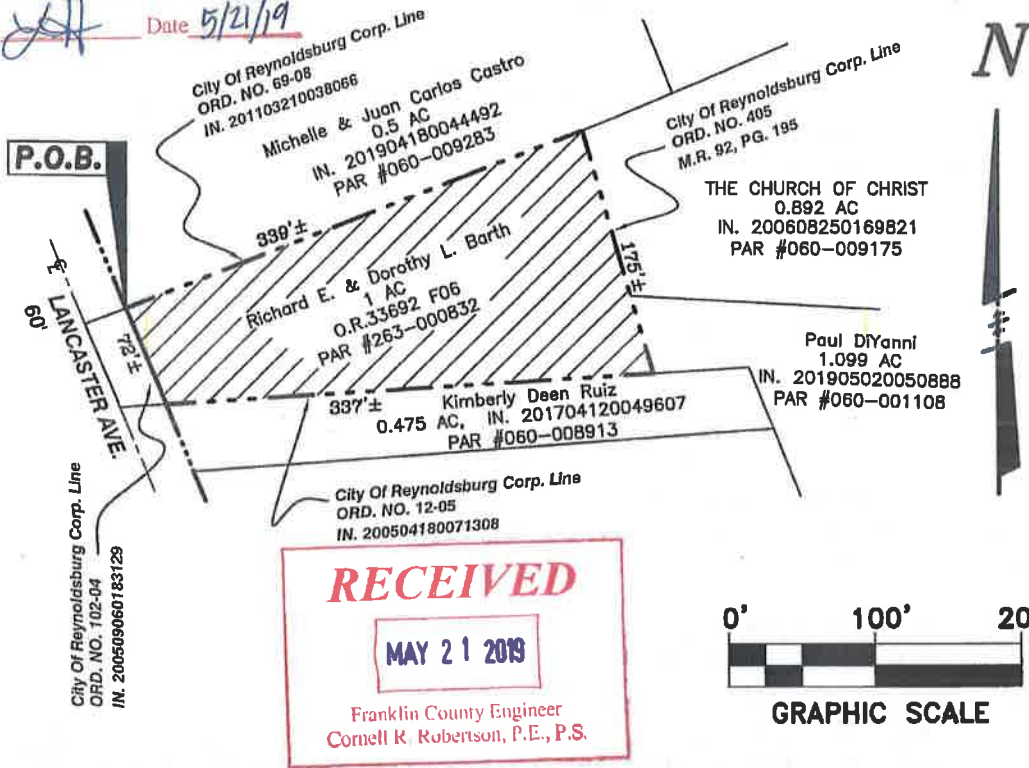 Date 5/21/19
City Of Reynoldsburg Corp. Line
ORD. NO. 69-08
IN. 201103210038066
Michelle & Juan Carlos Castro
0.5 AC
IN. 201904180044492
PAR #060-009283
City Of Reynoldsburg Corp. Line
ORD. NO. 405
M.R. 92, PG. 195
N
P.O.B.
THE CHURCH OF CHRIST
0.892 AC
IN. 200608250169821
PAR #060-009175
339'±
Richard E. & Dorothy L. Barth
1 AC
O.R.33692 F06
PAR #263-000832
175'±
60'
LANCASTER AVE.
72'±
Paul DiYanni
1.099 AC
IN. 201905020050888
PAR #060-001108
337'±
Kimberly Deen Ruiz
0.475 AC, IN. 201704120049607
PAR #060-008913
City Of Reynoldsburg Corp. Line
ORD. NO. 102-04
IN. 200509060183129
City Of Reynoldsburg Corp. Line
ORD. NO. 12-05
IN. 200504180071308
RECEIVED
MAY 21 2019
Franklin County Engineer
Cornell R. Robertson, P.E., P.S.
0' 100' 20
GRAPHIC SCALE